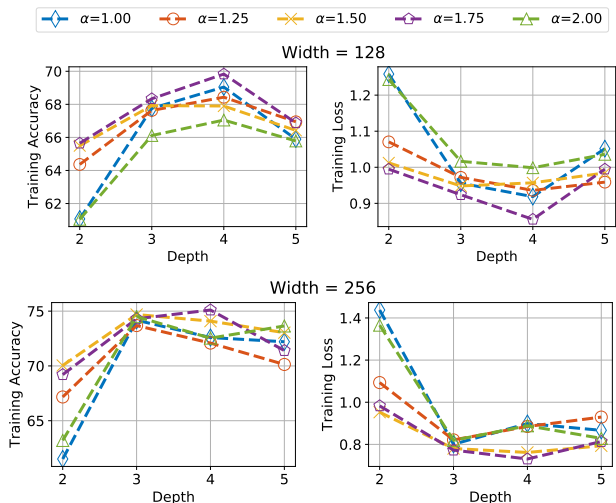 α=1.00 α=1.25 α=1.50 α=1.75 α=2.00
Width = 128
Training Accuracy
70
68
66
64
62
2 3 4 5
Depth
Training Loss
1.2
1.1
1.0
0.9
2 3 4 5
Depth
Width = 256
Training Accuracy
75
70
65
2 3 4 5
Depth
Training Loss
1.4
1.2
1.0
0.8
2 3 4 5
Depth